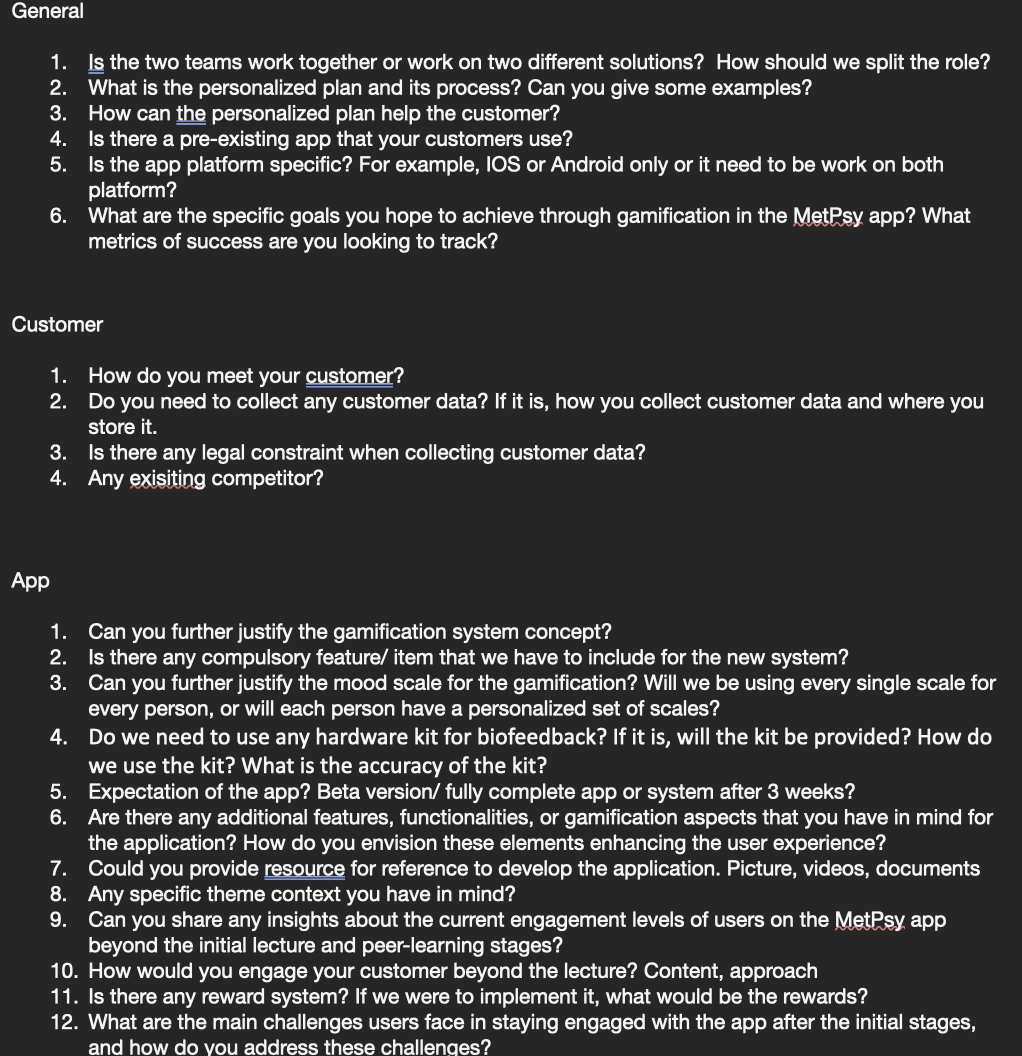 General
1. Is the two teams work together or work on two different solutions?  How should we split the role?
2. What is the personalized plan and its process? Can you give some examples?
3. How can the personalized plan help the customer?
4. Is there a pre-existing app that your customers use?
5. Is the app platform specific? For example, IOS or Android only or it need to be work on both
platform?
6. What are the specific goals you hope to achieve through gamification in the MetPsy app? What
metrics of success are you looking to track?
Customer
1. How do you meet your customer?
2. Do you need to collect any customer data? If it is, how you collect customer data and where you
store it.
3. Is there any legal constraint when collecting customer data?
4. Any exisiting competitor?
App
1. Can you further justify the gamification system concept?
2. Is there any compulsory feature/ item that we have to include for the new system?
3. Can you further justify the mood scale for the gamification? Will we be using every single scale for
every person, or will each person have a personalized set of scales?
4. Do we need to use any hardware kit for biofeedback? If it is, will the kit be provided? How do
we use the kit? What is the accuracy of the kit?
5. Expectation of the app? Beta version/ fully complete app or system after 3 weeks?
6. Are there any additional features, functionalities, or gamification aspects that you have in mind for
the application? How do you envision these elements enhancing the user experience?
7. Could you provide resource for reference to develop the application. Picture, videos, documents
8. Any specific theme context you have in mind?
9. Can you share any insights about the current engagement levels of users on the MetPsy app
beyond the initial lecture and peer-learning stages?
10. How would you engage your customer beyond the lecture? Content, approach
11. Is there any reward system? If we were to implement it, what would be the rewards?
12. What are the main challenges users face in staying engaged with the app after the initial stages,
and how do you address these challenges?